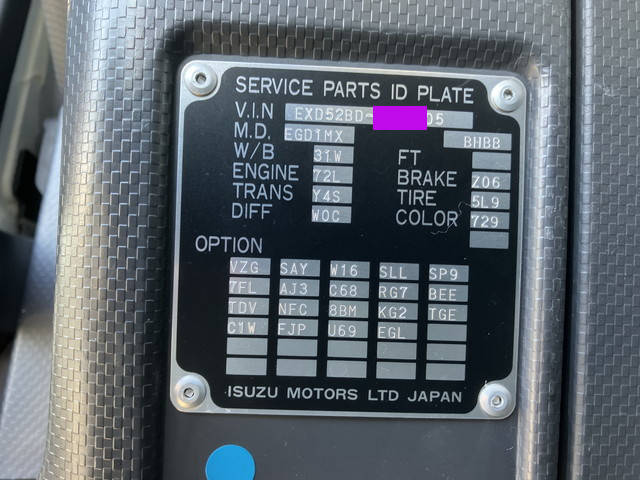 SERVICE PARTS ID PLATE
V.I.N EXD52BD- 05
M.D. EGD1MX BHBB
W/B 31W FT
ENGINE 72L BRAKE Z06
TRANS Y4S TIRE 5L9
DIFF W0C COLOR 729
OPTION
VZG SAY W16 SLL SP9
7FL AJ3 C68 RG7 BEE
TDV NFC 8BM KG2 TGE
C1W FJP U69 EGL
ISUZU MOTORS LTD JAPAN